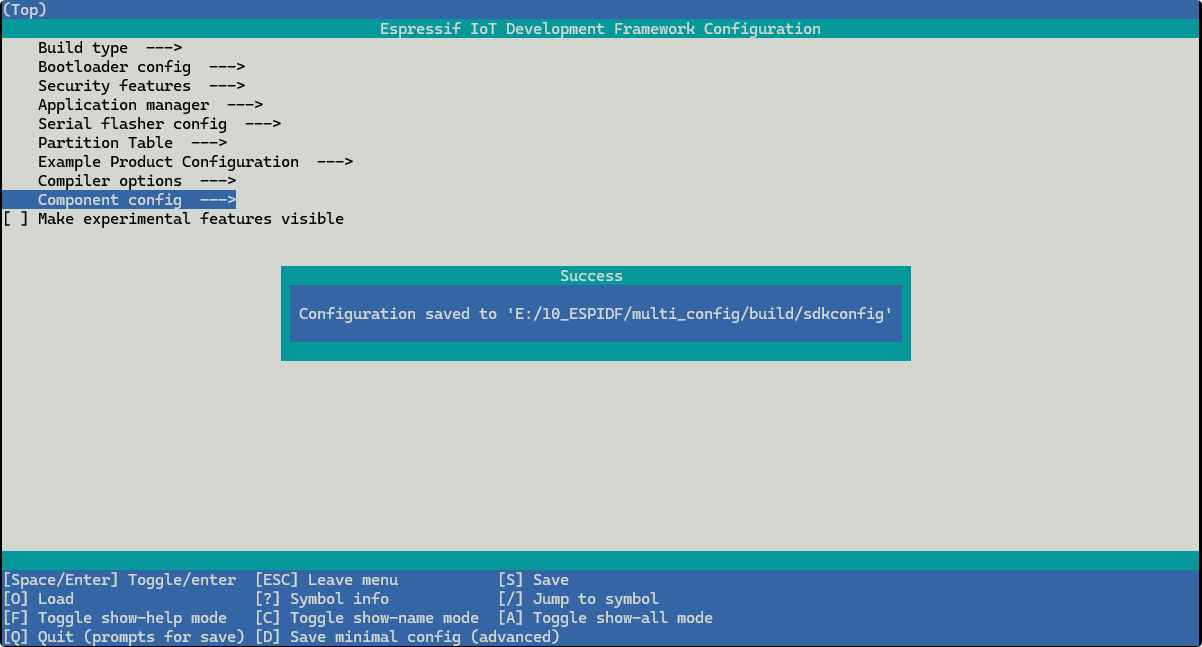 (Top)
Espressif IoT Development Framework Configuration
Build type  --->
Bootloader config  --->
Security features  --->
Application manager  --->
Serial flasher config  --->
Partition Table  --->
Example Product Configuration  --->
Compiler options  --->
Component config  --->
[ ] Make experimental features visible
Success
Configuration saved to 'E:/10_ESPIDF/multi_config/build/sdkconfig'
[Space/Enter] Toggle/enter  [ESC] Leave menu           [S] Save
[O] Load                    [?] Symbol info            [/] Jump to symbol
[F] Toggle show-help mode   [C] Toggle show-name mode  [A] Toggle show-all mode
[Q] Quit (prompts for save) [D] Save minimal config (advanced)